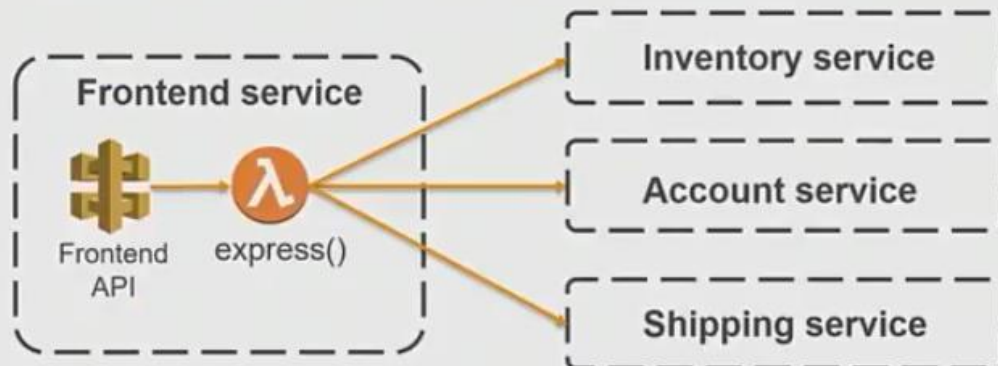 Frontend service
Frontend
API
express()
Inventory service
Account service
Shipping service